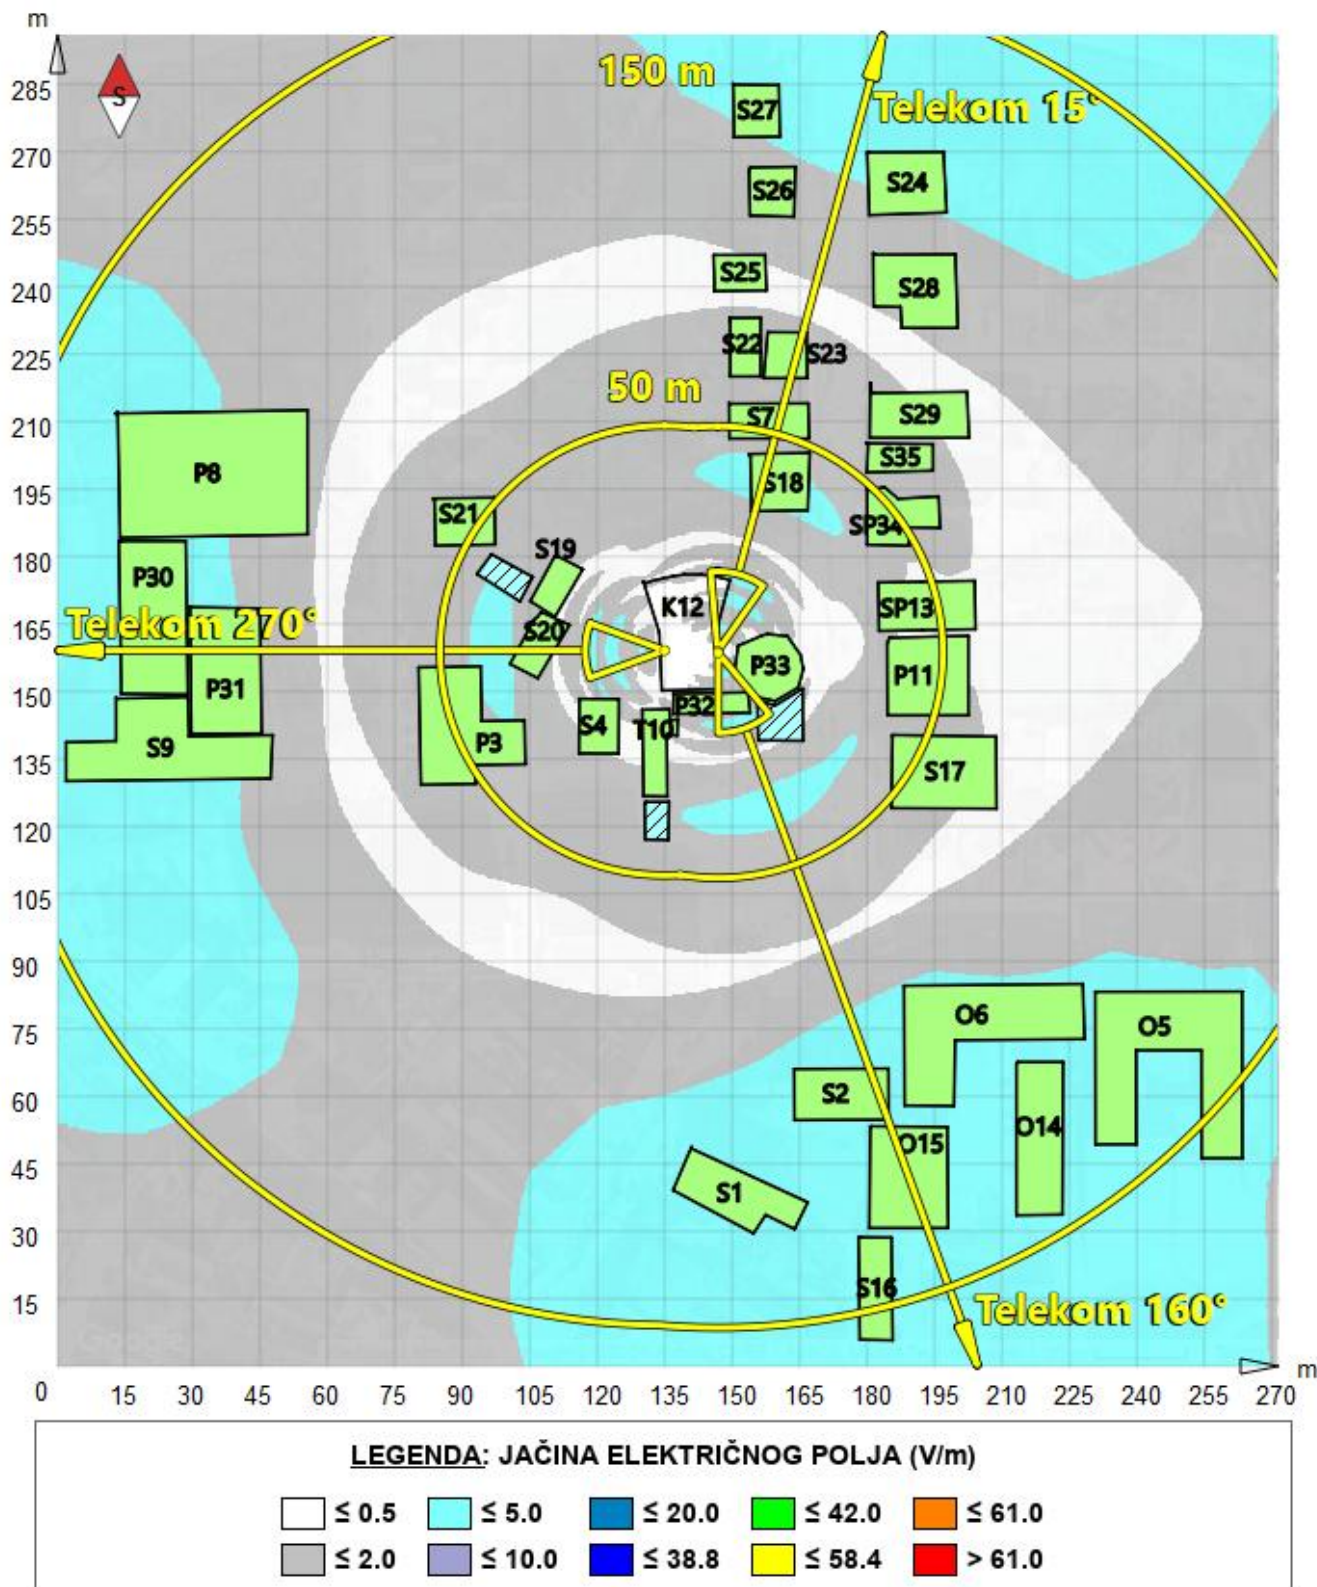 m
S
150 m
Telekom 15°
285
S27
270
S24
S26
255
S25
S28
240
S22
S23
225
50 m
S7
S29
210
P8
S18
S35
195
S21
SP34
S19
180
P30
K12
SP13
165
Telekom 270°
S20
P33
P11
P31
150
P32
S9
P3
S4
T10
S17
135
120
105
90
O6
O5
75
S2
60
O14
O15
45
S1
30
S16
15
Telekom 160°
m
0 15 30 45 60 75 90 105 120 135 150 165 180 195 210 225 240 255 270
LEGENDA: JAČINA ELEKTRIČNOG POLJA (V/m)
≤ 0.5 ≤ 5.0 ≤ 20.0 ≤ 42.0 ≤ 61.0
≤ 2.0 ≤ 10.0 ≤ 38.8 ≤ 58.4 > 61.0